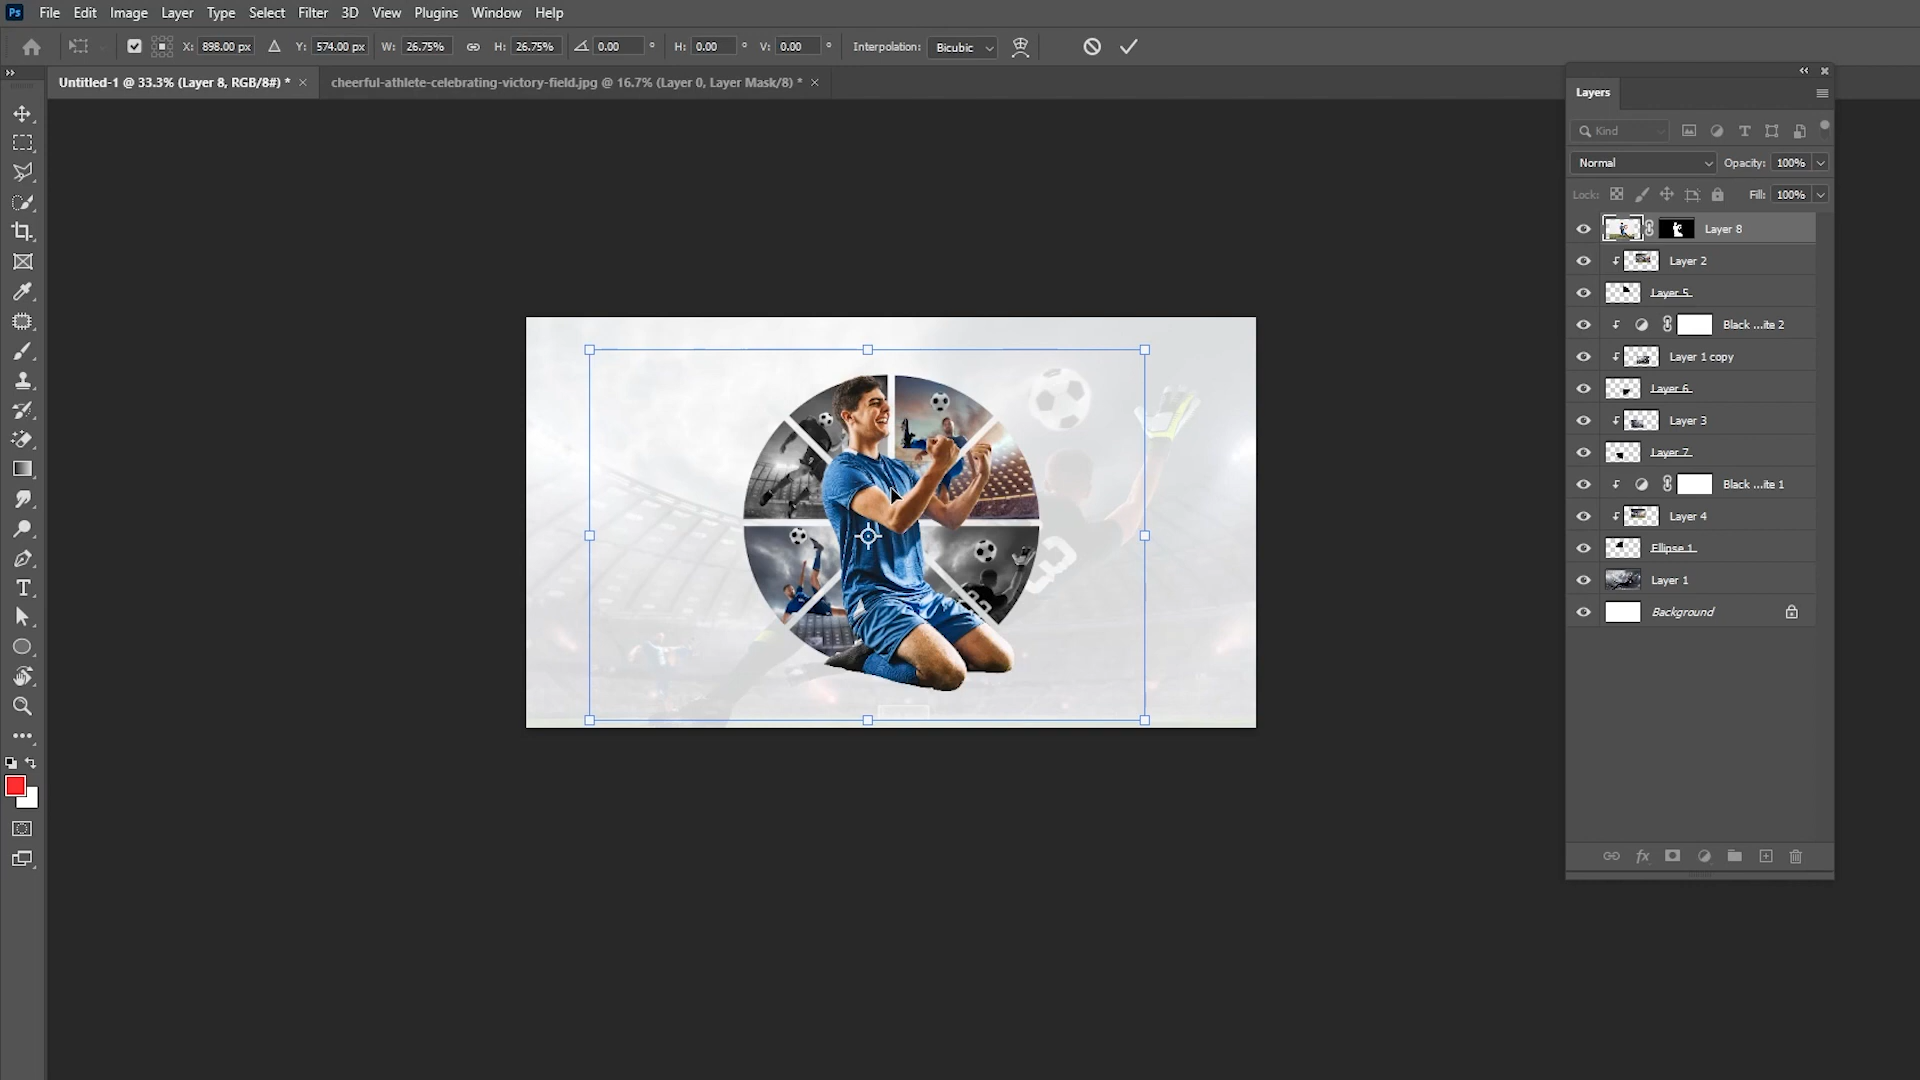 Ps File Edit Image Layer Type Select Filter 3D View Plugins Window Help
X: 898.00 px Y: 574.00 px W: 26.75% H: 26.75% 0.00 ° H: 0.00 ° V: 0.00 ° Interpolation: Bicubic
Untitled-1 @ 33.3% (Layer 8, RGB/8#) * × cheerful-athlete-celebrating-victory-field.jpg @ 16.7% (Layer 0, Layer Mask/8) * ×
Layers
Kind
Normal Opacity: 100%
Lock: Fill: 100%
Layer 8
Layer 2
Layer 5
Black ...ite 2
Layer 1 copy
Layer 6
Layer 3
Layer 7
Black ...ite 1
Layer 4
Ellipse 1
Layer 1
Background